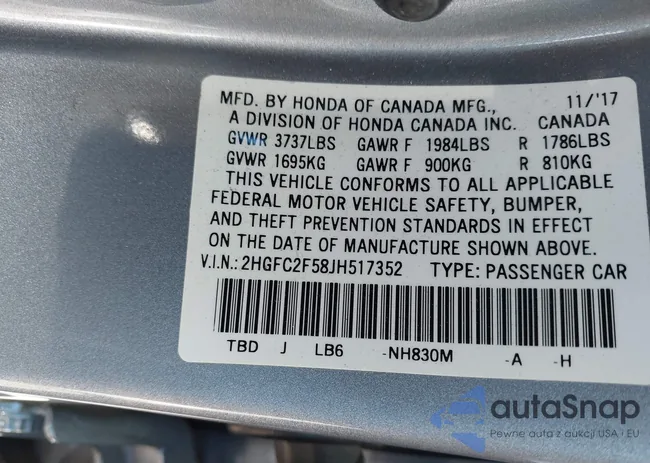 MFD. BY HONDA OF CANADA MFG., 11/'17
A DIVISION OF HONDA CANADA INC. CANADA
GVWR 3737LBS GAWR F 1984LBS R 1786LBS
GVWR 1695KG GAWR F 900KG R 810KG
THIS VEHICLE CONFORMS TO ALL APPLICABLE
FEDERAL MOTOR VEHICLE SAFETY, BUMPER,
AND THEFT PREVENTION STANDARDS IN EFFECT
ON THE DATE OF MANUFACTURE SHOWN ABOVE.
V.I.N.: 2HGFC2F58JH517352 TYPE: PASSENGER CAR
TBD J LB6 -NH830M -A -H
autaSnap
Pewne auta z aukcji USA i EU